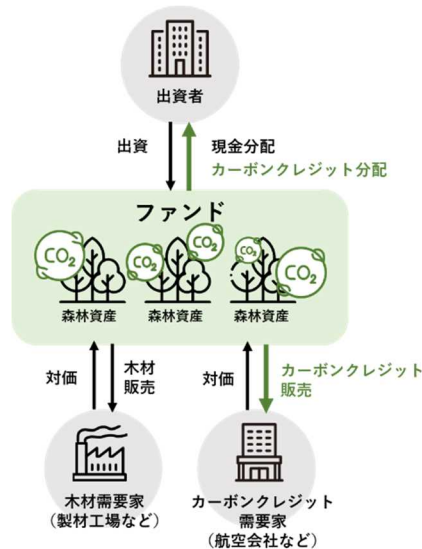 出資者
出資
現金分配
カーボンクレジット分配
ファンド
CO2
CO2
CO2
CO2
CO2
森林資産
森林資産
森林資産
対価
木材
販売
対価
カーボンクレジット
販売
木材需要家
（製材工場など）
カーボンクレジット
需要家
（航空会社など）